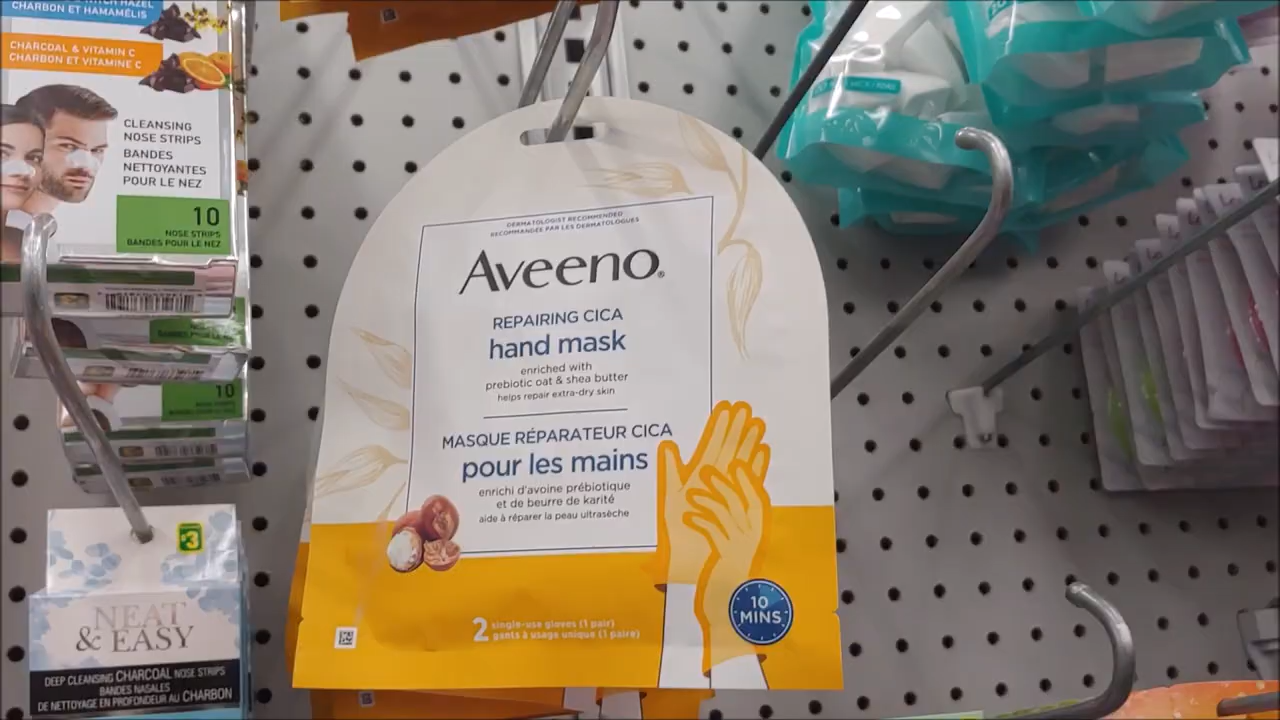 CHARBON ET HAMAMÉLIS
CHARCOAL & VITAMIN C
CHARBON ET VITAMINE C
CLEANSING
NOSE STRIPS
BANDES
NETTOYANTES
POUR LE NEZ
10
NOSE STRIPS
BANDES POUR LE NEZ
10
$3
NEAT
& EASY
DEEP CLEANSING CHARCOAL NOSE STRIPS
BANDES NASALES
DE NETTOYAGE EN PROFONDEUR AU CHARBON
DERMATOLOGIST RECOMMENDED
RECOMMANDÉES PAR LES DERMATOLOGUES
Aveeno®
REPAIRING CICA
hand mask
enriched with
prebiotic oat & shea butter
helps repair extra-dry skin
MASQUE RÉPARATEUR CICA
pour les mains
enrichi d'avoine prébiotique
et de beurre de karité
aide à réparer la peau ultrasèche
10
MINS
2 single-use gloves (1 pair)
gants à usage unique (1 paire)